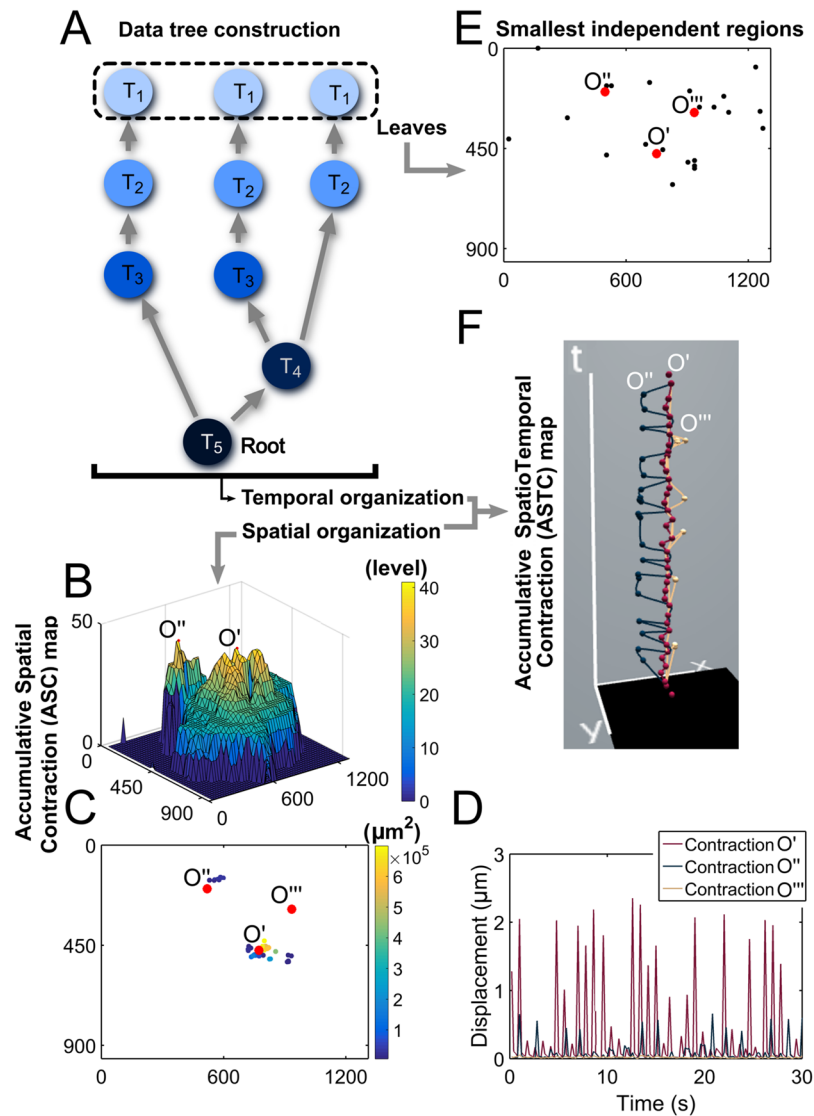 A
Data tree construction
T1
T1
T1
Leaves
T2
T2
T2
T3
T3
T4
T5
Root
Temporal organization
Spatial organization
E
Smallest independent regions
0
450
900
0
600
1200
O''
O'''
O'
F
Accumulative SpatioTemporal
Contraction (ASTC) map
t
O'
O''
O'''
x
y
B
(level)
Accumulative Spatial
Contraction (ASC) map
50
0
0
450
900
0
600
1200
O''
O'
40
30
20
10
0
C
(μm²)
×10⁵
6
5
4
3
2
1
0
450
900
0
600
1200
O''
O'''
O'
D
Contraction O'
Contraction O''
Contraction O'''
Displacement (μm)
3
2
1
0
0
10
20
30
Time (s)